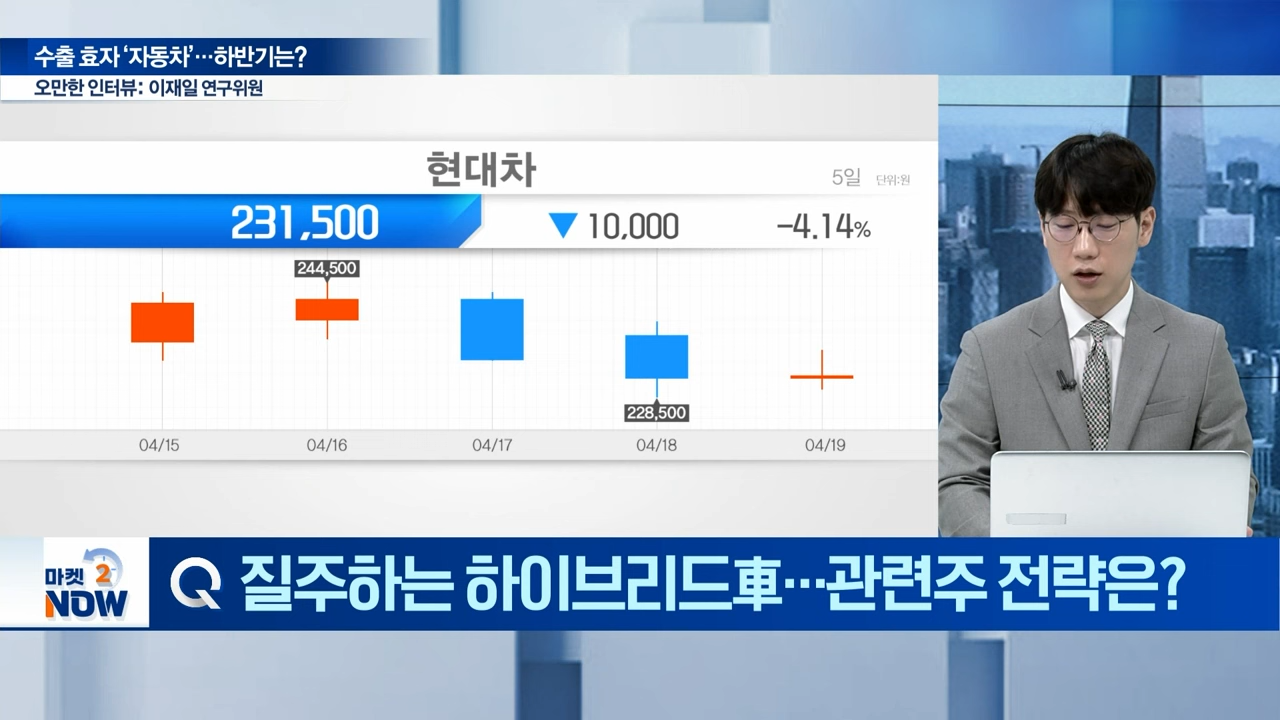 수출 효자 ‘자동차’…하반기는?
오만한 인터뷰: 이재일 연구위원
현대차
5일 단위:원
231,500 ▼ 10,000 -4.14%
244,500
228,500
04/15 04/16 04/17 04/18 04/19
마켓 2
NOW
Q 질주하는 하이브리드車…관련주 전략은?